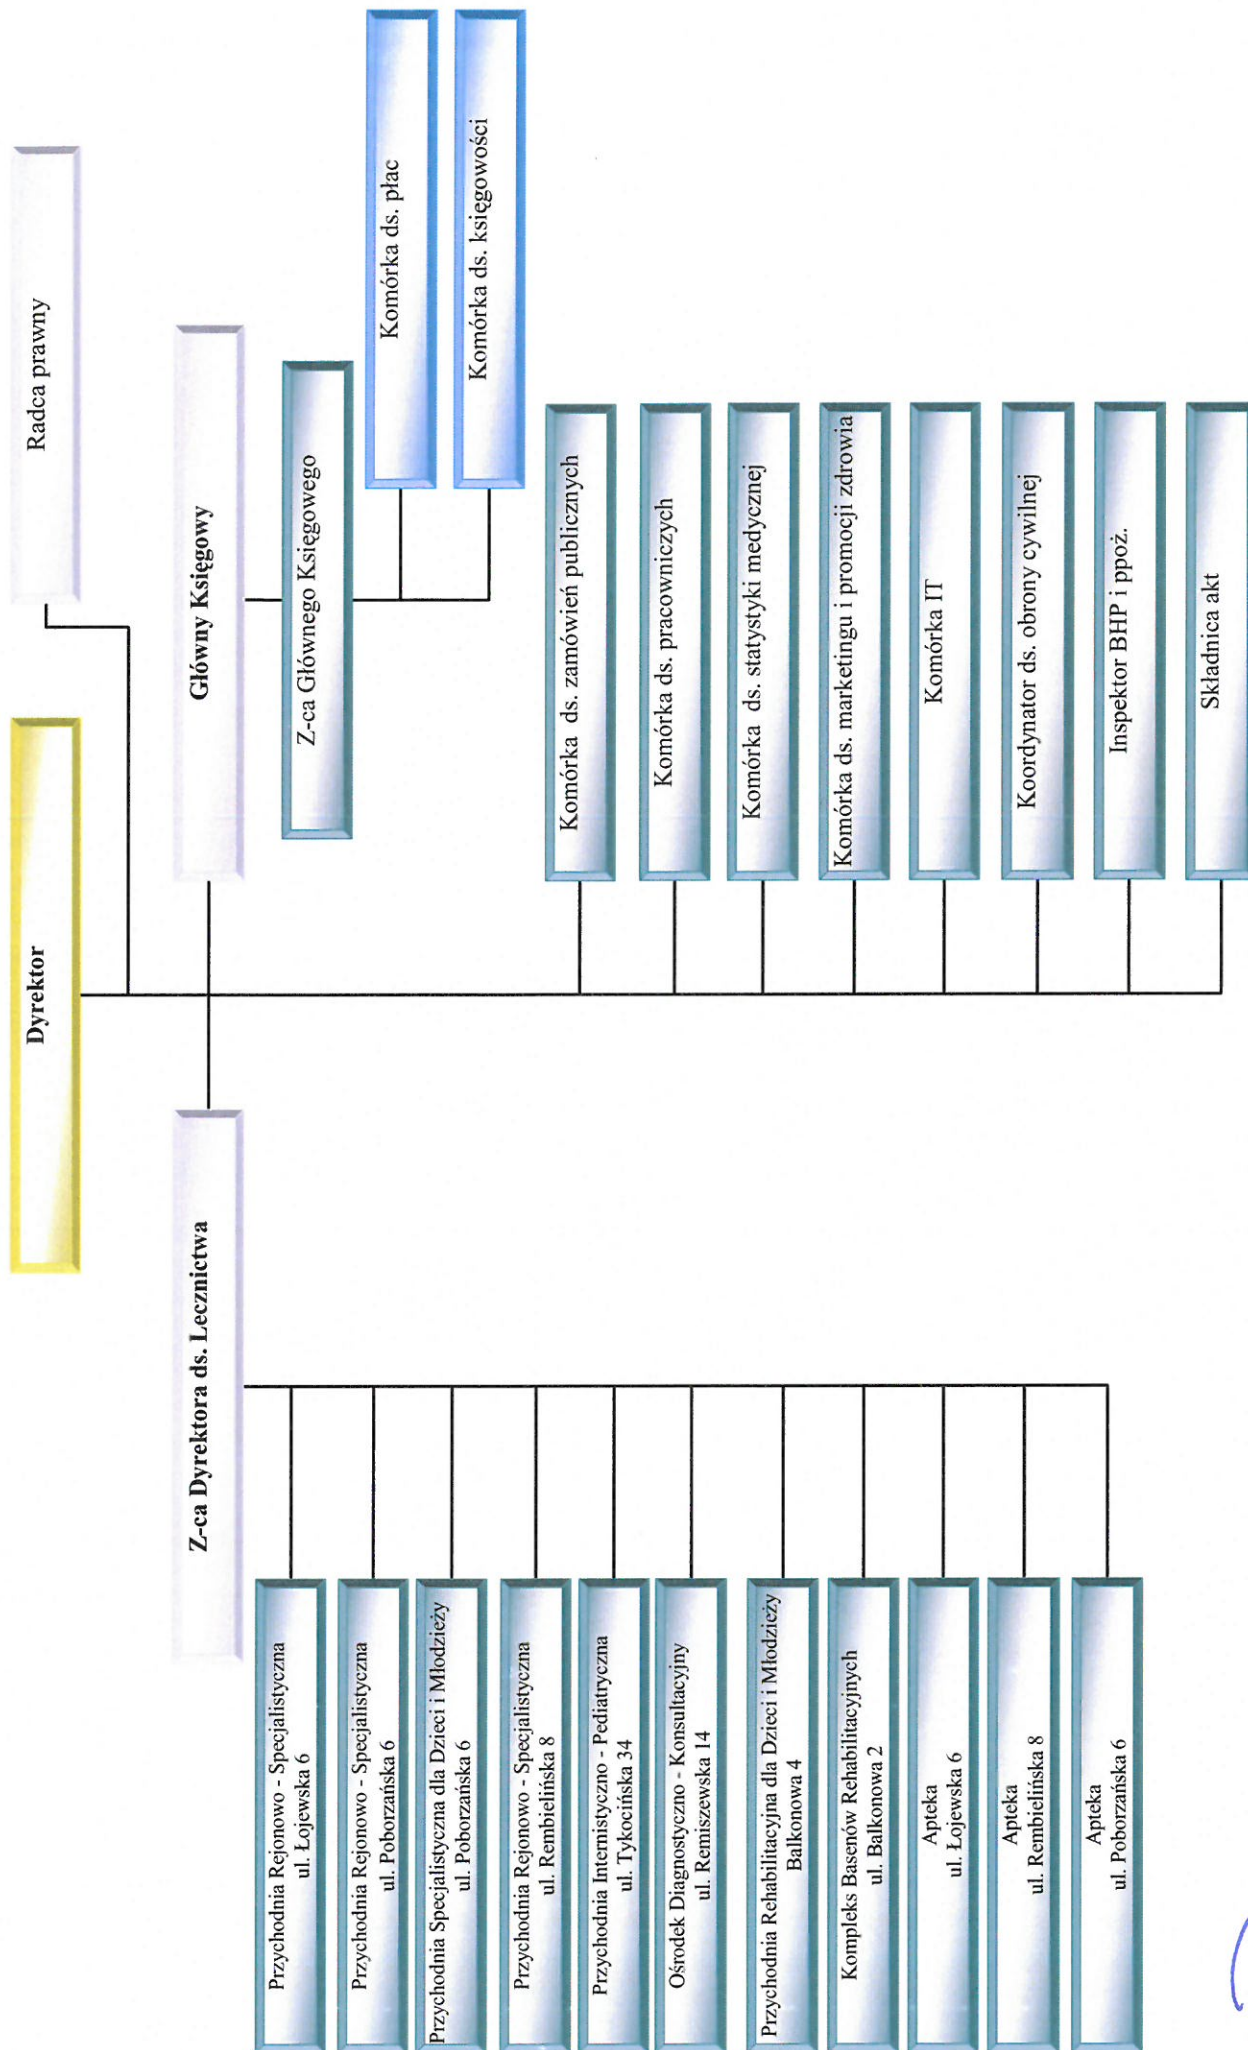 Dyrektor
Radca prawny
Z-ca Dyrektora ds. Lecznictwa
Główny Księgowy
Z-ca Głównego Księgowego
Komórka ds. płac
Komórka ds. księgowości
Przychodnia Rejonowo - Specjalistyczna
ul. Łojewska 6
Przychodnia Rejonowo - Specjalistyczna
ul. Poborzańska 6
Przychodnia Specjalistyczna dla Dzieci i Młodzieży
ul. Poborzańska 6
Przychodnia Rejonowo - Specjalistyczna
ul. Rembielińska 8
Przychodnia Internistyczno - Pediatryczna
ul. Tykocińska 34
Ośrodek Diagnostyczno - Konsultacyjny
ul. Remiszewska 14
Przychodnia Rehabilitacyjna dla Dzieci i Młodzieży
Balkonowa 4
Kompleks Basenów Rehabilitacyjnych
ul. Balkonowa 2
Apteka
ul. Łojewska 6
Apteka
ul. Rembielińska 8
Apteka
ul. Poborzańska 6
Komórka ds. zamówień publicznych
Komórka ds. pracowniczych
Komórka ds. statystyki medycznej
Komórka ds. marketingu i promocji zdrowia
Komórka IT
Koordynator ds. obrony cywilnej
Inspektor BHP i ppoż.
Składnica akt